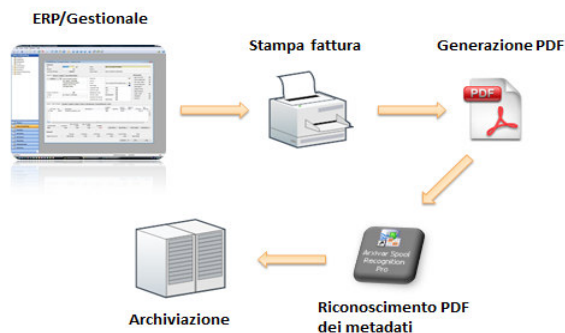 ERP/Gestionale
Stampa fattura
Generazione PDF
PDF
Arxivar Spool
Recognition
Pro
Archiviazione
Riconoscimento PDF
dei metadati